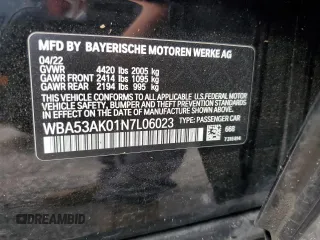 MFD BY BAYERISCHE MOTOREN WERKE AG
04/22
GVWR 4420 lbs 2005 kg
GAWR FRONT 2414 lbs 1095 kg
GAWR REAR 2194 lbs 995 kg
THIS VEHICLE CONFORMS TO ALL APPLICABLE U.S. FEDERAL MOTOR VEHICLE SAFETY, BUMPER, AND THEFT PREVENTION STANDARDS
IN EFFECT ON THE DATE OF MANUFACTURE SHOWN ABOVE.
WBA53AK01N7L06023 TYPE: PASSENGER CAR
668
© DREAMBID